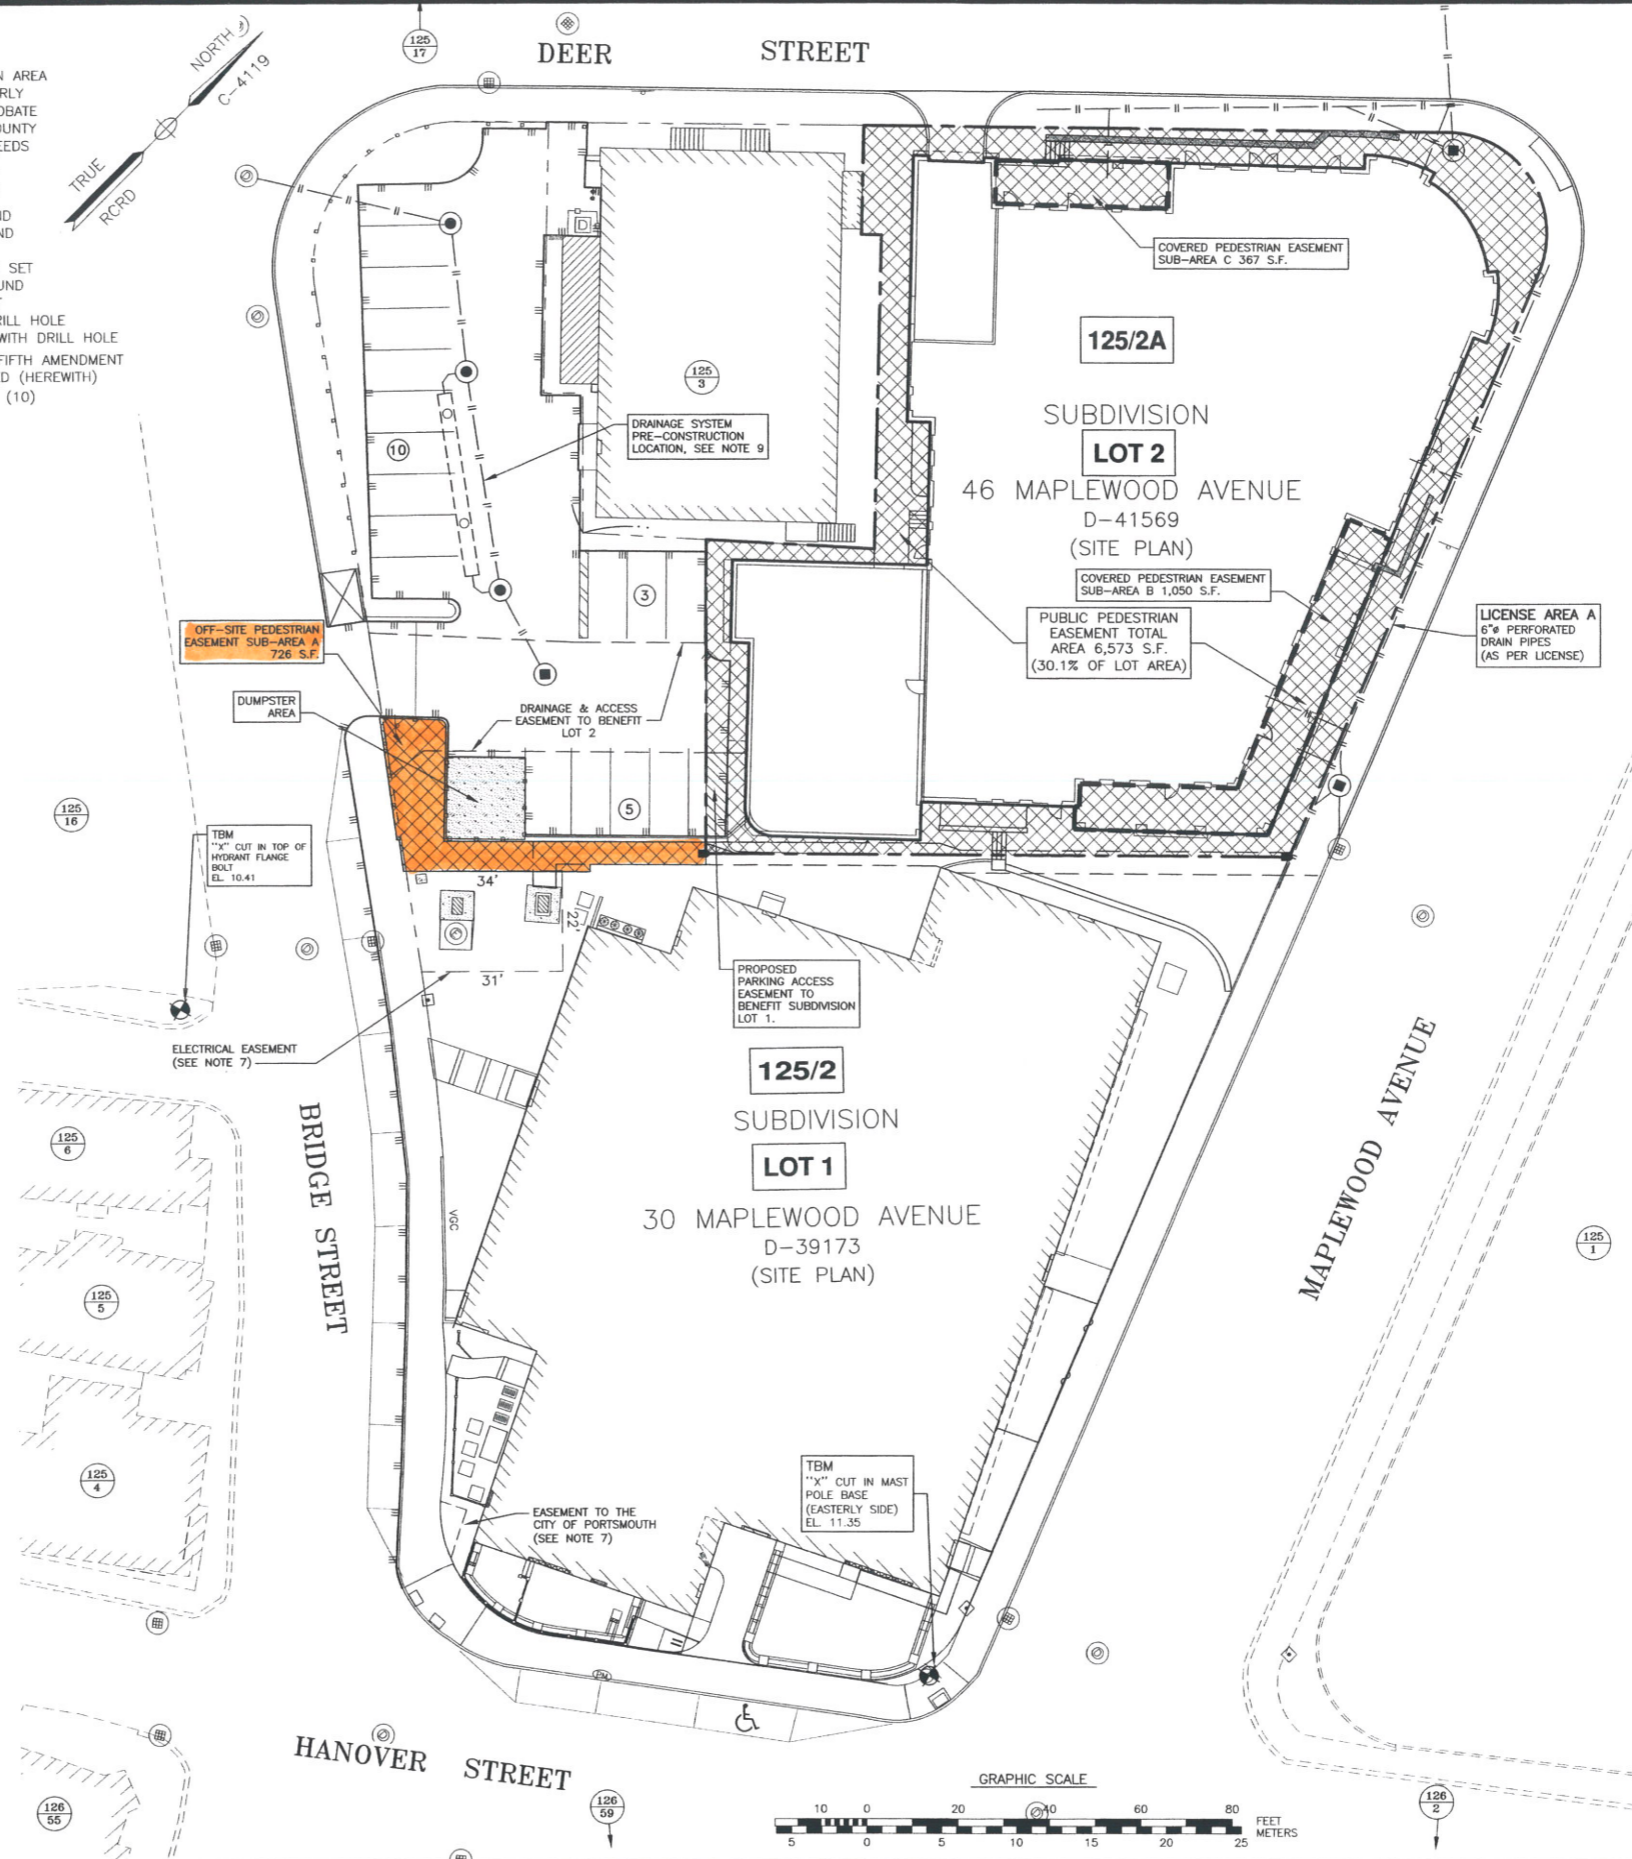 DEER STREET
125
17
NORTH
C-4119
TRUE
RCRD
N AREA
RLY
OBATE
OUNTY
EEDS
ND
ND
SET
UND
RILL HOLE
WITH DRILL HOLE
FIFTH AMENDMENT
D (HEREWITH)
(10)
COVERED PEDESTRIAN EASEMENT
SUB-AREA C 367 S.F.
125/2A
SUBDIVISION
LOT 2
46 MAPLEWOOD AVENUE
D-41569
(SITE PLAN)
125
3
D
DRAINAGE SYSTEM
PRE-CONSTRUCTION
LOCATION, SEE NOTE 9
10
3
COVERED PEDESTRIAN EASEMENT
SUB-AREA B 1,050 S.F.
PUBLIC PEDESTRIAN
EASEMENT TOTAL
AREA 6,573 S.F.
(30.1% OF LOT AREA)
LICENSE AREA A
6"ø PERFORATED
DRAIN PIPES
(AS PER LICENSE)
OFF-SITE PEDESTRIAN
EASEMENT SUB-AREA A
726 S.F.
DUMPSTER
AREA
DRAINAGE & ACCESS
EASEMENT TO BENEFIT
LOT 2
5
125
16
TBM
"X" CUT IN TOP OF
HYDRANT FLANGE
BOLT
EL. 10.41
34'
22'
31'
PROPOSED
PARKING ACCESS
EASEMENT TO
BENEFIT SUBDIVISION
LOT 1.
ELECTRICAL EASEMENT
(SEE NOTE 7)
125/2
SUBDIVISION
LOT 1
30 MAPLEWOOD AVENUE
D-39173
(SITE PLAN)
BRIDGE STREET
VGC
MAPLEWOOD AVENUE
125
6
125
5
125
4
125
1
TBM
"X" CUT IN MAST
POLE BASE
(EASTERLY SIDE)
EL. 11.35
EASEMENT TO THE
CITY OF PORTSMOUTH
(SEE NOTE 7)
HANOVER STREET
126
55
126
59
126
2
GRAPHIC SCALE
10 0 20 40 60 80 FEET
5 0 5 10 15 20 25 METERS